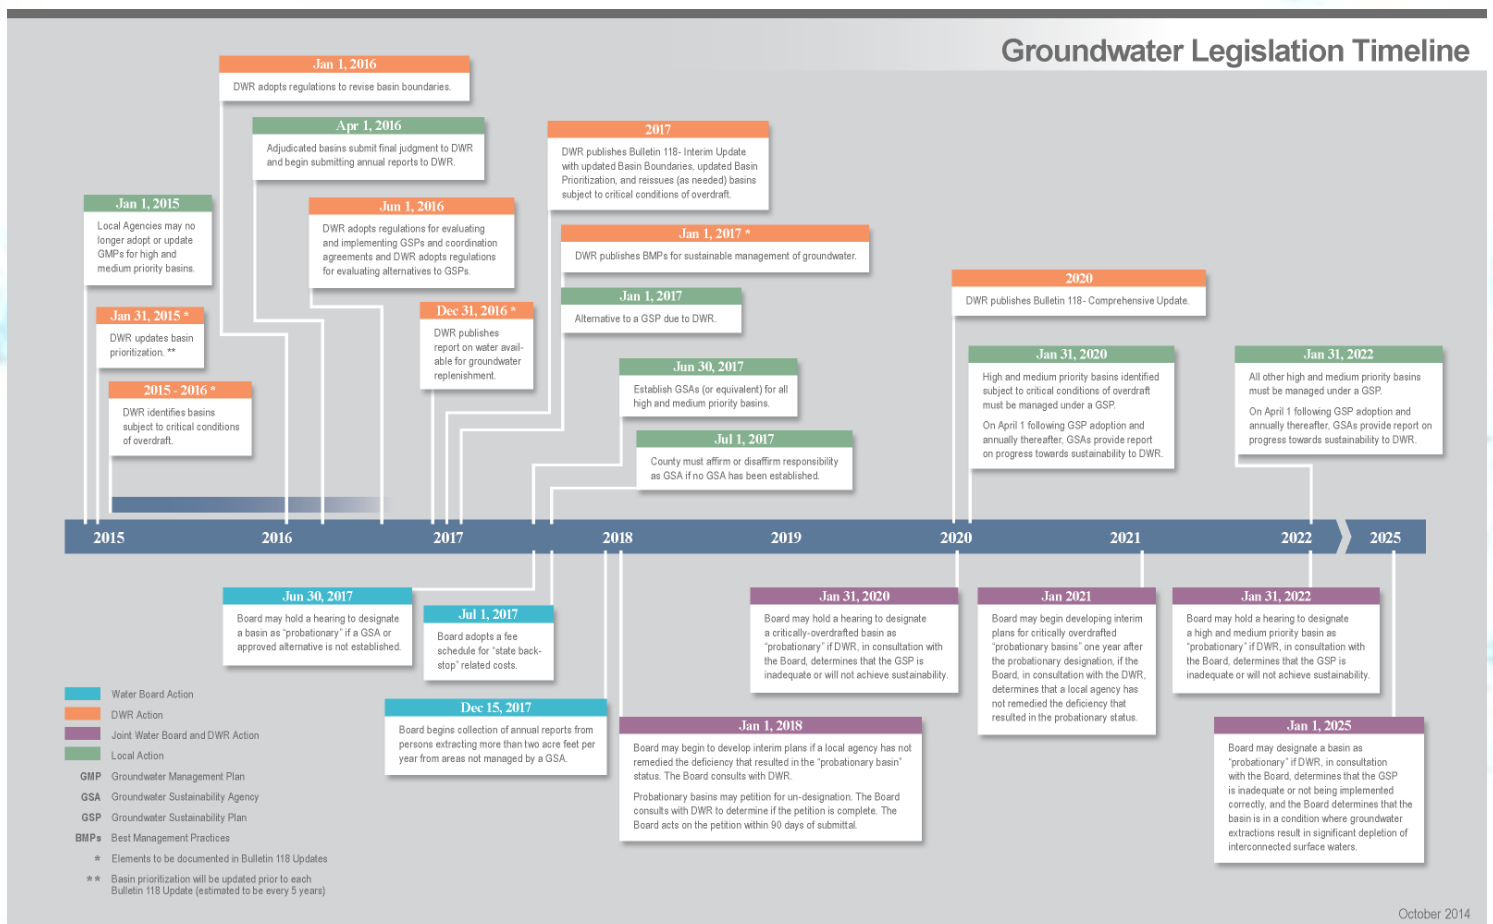 Groundwater Legislation Timeline
Jan 1, 2016
DWR adopts regulations to revise basin boundaries.
Apr 1, 2016
Adjudicated basins submit final judgment to DWR
and begin submitting annual reports to DWR.
Jan 1, 2015
Local Agencies may no
longer adopt or update
GMPs for high and
medium priority basins.
Jun 1, 2016
DWR adopts regulations for evaluating
and implementing GSPs and coordination
agreements and DWR adopts regulations
for evaluating alternatives to GSPs.
Jan 31, 2015 *
DWR updates basin
prioritization. **
2015 - 2016 *
DWR identifies basins
subject to critical conditions
of overdraft.
Dec 31, 2016 *
DWR publishes
report on water avail-
able for groundwater
replenishment.
2017
DWR publishes Bulletin 118- Interim Update
with updated Basin Boundaries, updated Basin
Prioritization, and reissues (as needed) basins
subject to critical conditions of overdraft.
Jan 1, 2017 *
DWR publishes BMPs for sustainable management of groundwater.
Jan 1, 2017
Alternative to a GSP due to DWR.
Jun 30, 2017
Establish GSAs (or equivalent) for all
high and medium priority basins.
Jul 1, 2017
County must affirm or disaffirm responsibility
as GSA if no GSA has been established.
2020
DWR publishes Bulletin 118- Comprehensive Update.
Jan 31, 2020
High and medium priority basins identified
subject to critical conditions of overdraft
must be managed under a GSP.
On April 1 following GSP adoption and
annually thereafter, GSAs provide report
on progress towards sustainability to DWR.
Jan 31, 2022
All other high and medium priority basins
must be managed under a GSP.
On April 1 following GSP adoption and
annually thereafter, GSAs provide report on
progress towards sustainability to DWR.
2015 2016 2017 2018 2019 2020 2021 2022 2025
Jun 30, 2017
Board may hold a hearing to designate
a basin as “probationary” if a GSA or
approved alternative is not established.
Jul 1, 2017
Board adopts a fee
schedule for “state back-
stop” related costs.
Dec 15, 2017
Board begins collection of annual reports from
persons extracting more than two acre feet per
year from areas not managed by a GSA.
Jan 1, 2018
Board may begin to develop interim plans if a local agency has not
remedied the deficiency that resulted in the “probationary basin”
status. The Board consults with DWR.
Probationary basins may petition for un-designation. The Board
consults with DWR to determine if the petition is complete. The
Board acts on the petition within 90 days of submittal.
Jan 31, 2020
Board may hold a hearing to designate
a critically-overdrafted basin as
“probationary” if DWR, in consultation with
the Board, determines that the GSP is
inadequate or will not achieve sustainability.
Jan 2021
Board may begin developing interim
plans for critically overdrafted
“probationary basins” one year after
the probationary designation, if the
Board, in consultation with the DWR,
determines that a local agency has
not remedied the deficiency that
resulted in the probationary status.
Jan 31, 2022
Board may hold a hearing to designate
a high and medium priority basin as
“probationary” if DWR, in consultation
with the Board, determines that the GSP is
inadequate or will not achieve sustainability.
Jan 1, 2025
Board may designate a basin as
“probationary” if DWR, in consultation
with the Board, determines that the GSP
is inadequate or not being implemented
correctly, and the Board determines that the
basin is in a condition where groundwater
extractions result in significant depletion of
interconnected surface waters.
Water Board Action
DWR Action
Joint Water Board and DWR Action
Local Action
GMP Groundwater Management Plan
GSA Groundwater Sustainability Agency
GSP Groundwater Sustainability Plan
BMPs Best Management Practices
* Elements to be documented in Bulletin 118 Updates
** Basin prioritization will be updated prior to each
Bulletin 118 Update (estimated to be every 5 years)
October 2014